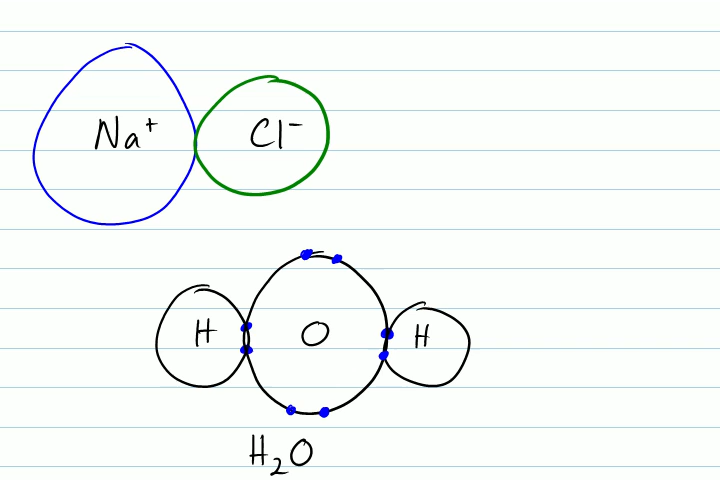 Na⁺ Cl⁻
H O H
H₂O